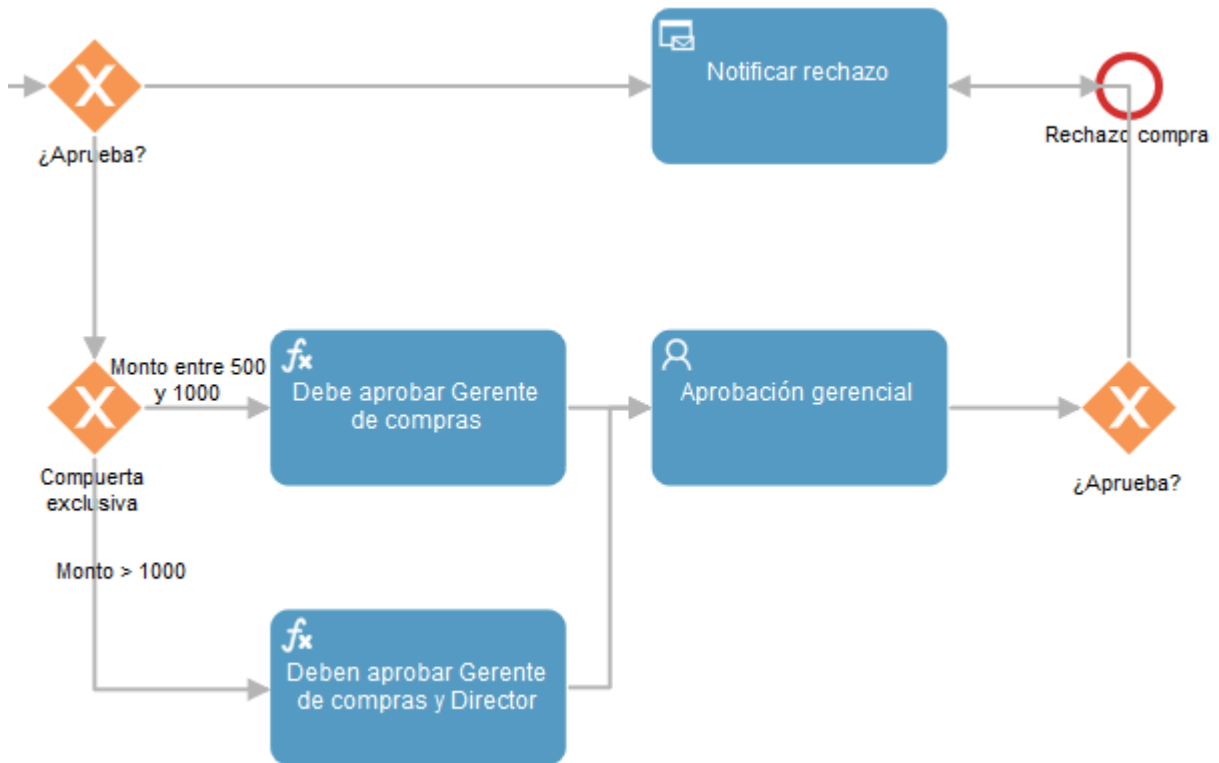 Notificar rechazo
¿Aprueba?
Rechazo compra
Monto entre 500
y 1000
Debe aprobar Gerente
de compras
Aprobación gerencial
Compuerta
exclusiva
¿Aprueba?
Monto > 1000
Deben aprobar Gerente
de compras y Director